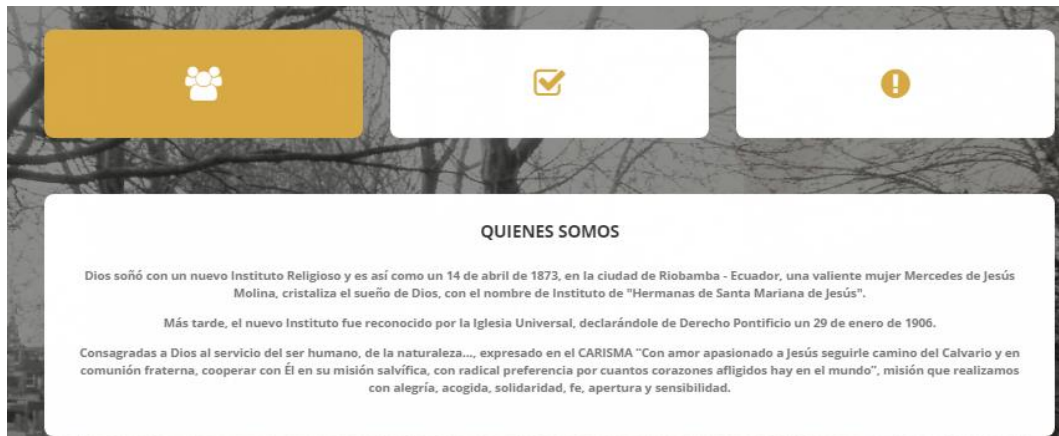 QUIENES SOMOS
Dios soñó con un nuevo Instituto Religioso y es así como un 14 de abril de 1873, en la ciudad de Riobamba - Ecuador, una valiente mujer Mercedes de Jesús
Molina, cristaliza el sueño de Dios, con el nombre de Instituto de "Hermanas de Santa Mariana de Jesús".
Más tarde, el nuevo Instituto fue reconocido por la Iglesia Universal, declarándole de Derecho Pontificio un 29 de enero de 1906.
Consagradas a Dios al servicio del ser humano, de la naturaleza..., expresado en el CARISMA “Con amor apasionado a Jesús seguirle camino del Calvario y en
comunión fraterna, cooperar con Él en su misión salvífica, con radical preferencia por cuantos corazones afligidos hay en el mundo”, misión que realizamos
con alegría, acogida, solidaridad, fe, apertura y sensibilidad.